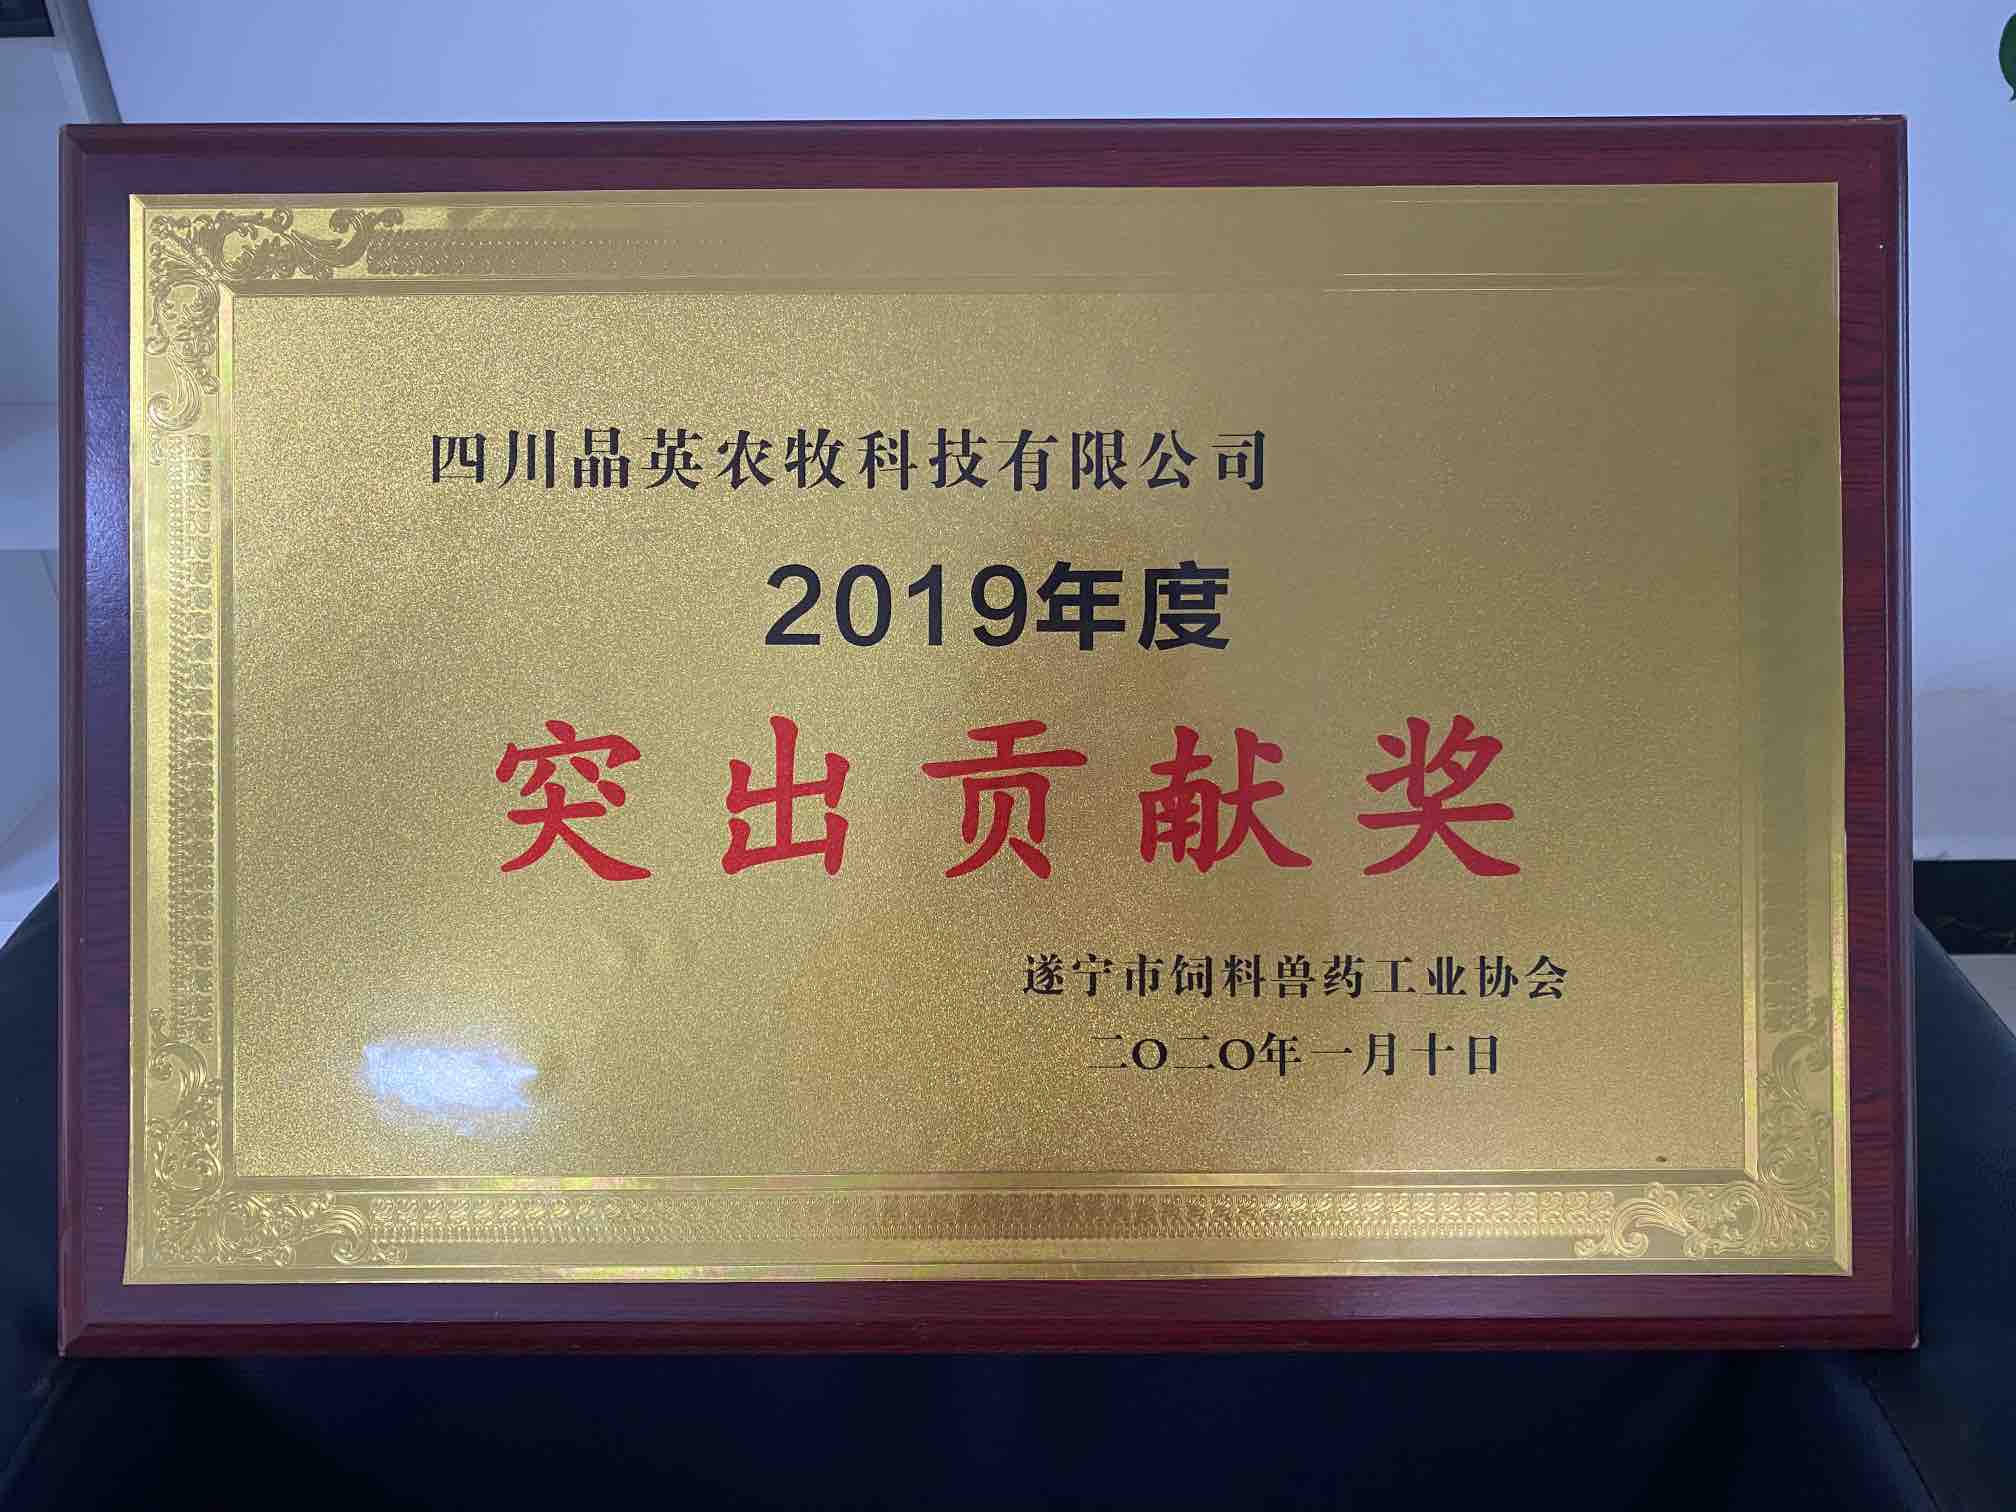 四川晶英农牧科技有限公司
2019年度
突出贡献奖
遂宁市饲料兽药工业协会
二〇二〇年一月十日